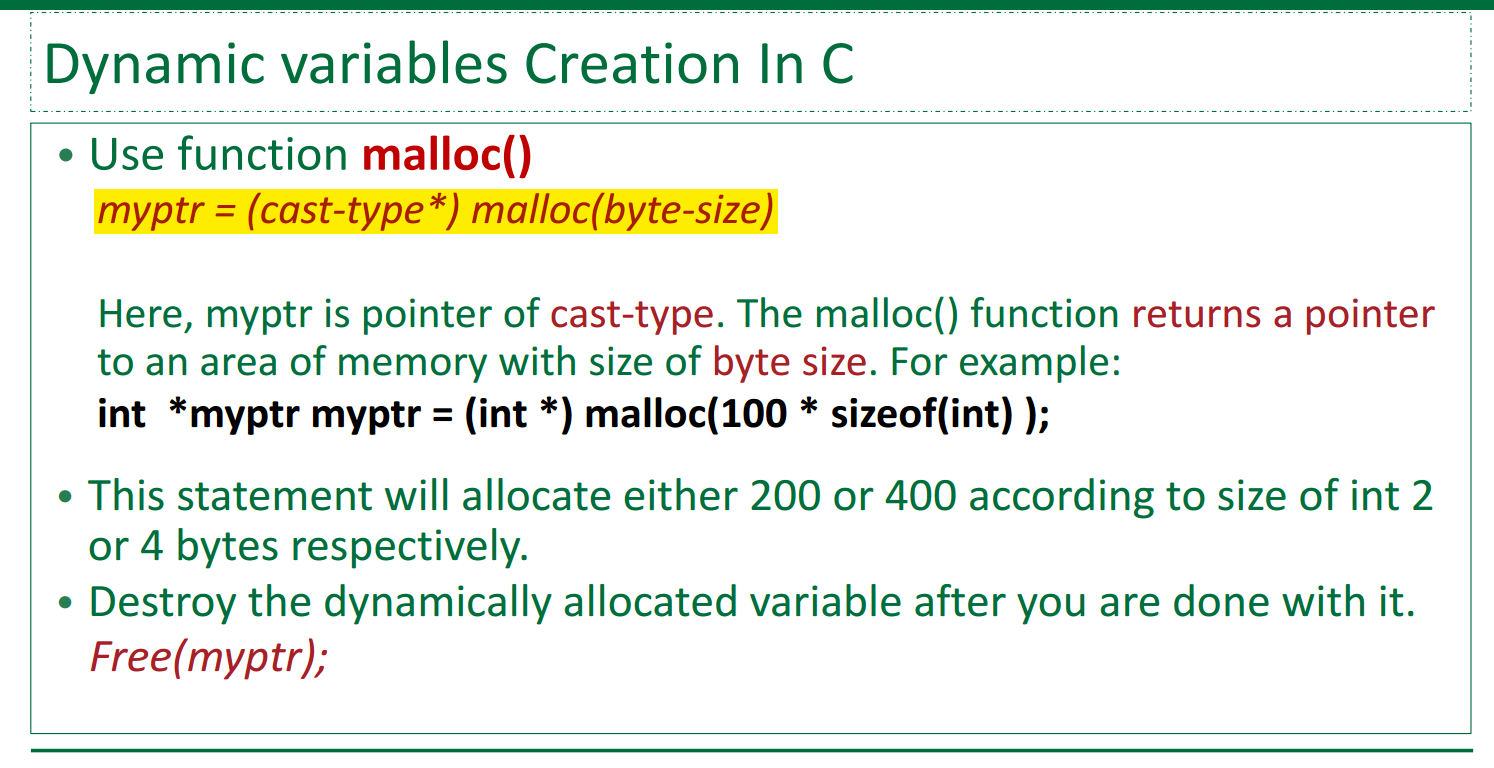 Dynamic variables Creation In C
• Use function malloc()
myptr = (cast-type*) malloc(byte-size)
Here, myptr is pointer of cast-type. The malloc() function returns a pointer
to an area of memory with size of byte size. For example:
int  *myptr myptr = (int *) malloc(100 * sizeof(int) );
• This statement will allocate either 200 or 400 according to size of int 2
or 4 bytes respectively.
• Destroy the dynamically allocated variable after you are done with it.
Free(myptr);